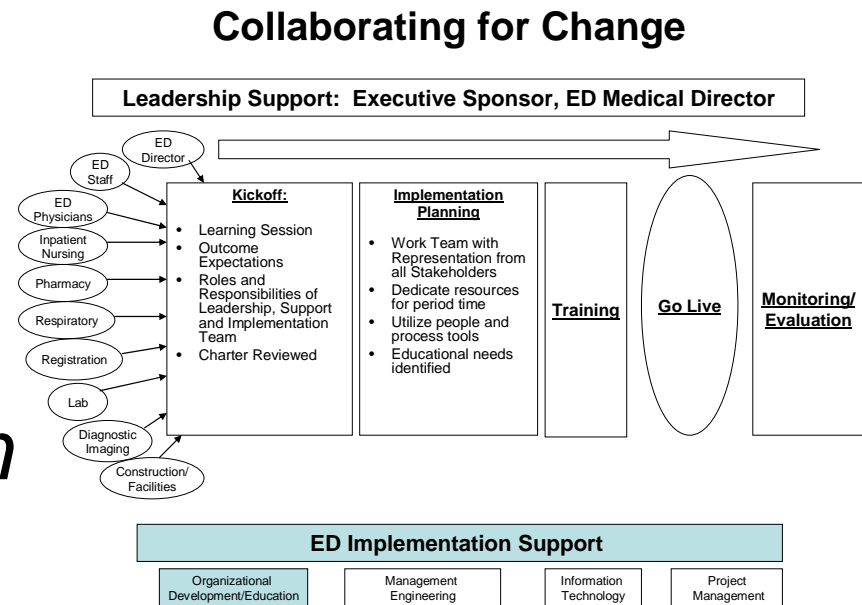 Collaborating for Change
Leadership Support: Executive Sponsor, ED Medical Director
ED
Director
ED
Staff
ED
Physicians
Inpatient
Nursing
Pharmacy
Respiratory
Registration
Lab
Diagnostic
Imaging
Construction/
Facilities
Kickoff:
• Learning Session
• Outcome
Expectations
• Roles and
Responsibilities of
Leadership, Support
and Implementation
Team
• Charter Reviewed
Implementation
Planning
• Work Team with
Representation from
all Stakeholders
• Dedicate resources
for period time
• Utilize people and
process tools
• Educational needs
identified
Training
Go Live
Monitoring/
Evaluation
n
ED Implementation Support
Organizational
Development/Education
Management
Engineering
Information
Technology
Project
Management